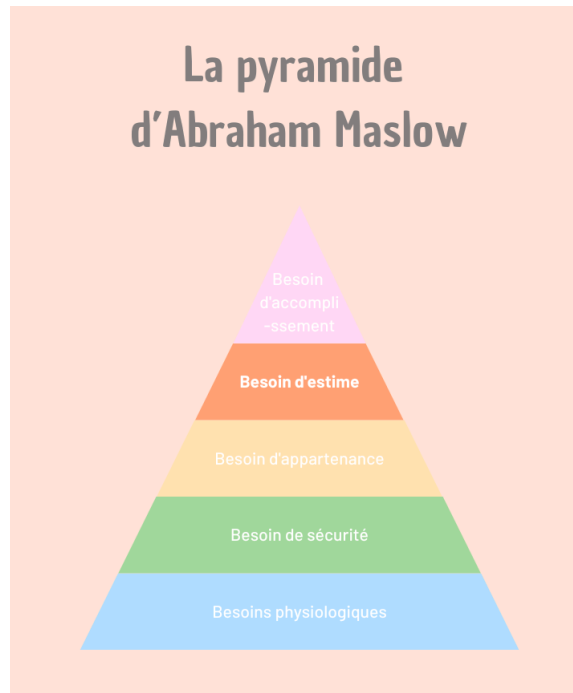 La pyramide
d'Abraham Maslow
Besoin
d'accompli
-ssement
Besoin d'estime
Besoin d'appartenance
Besoin de sécurité
Besoins physiologiques